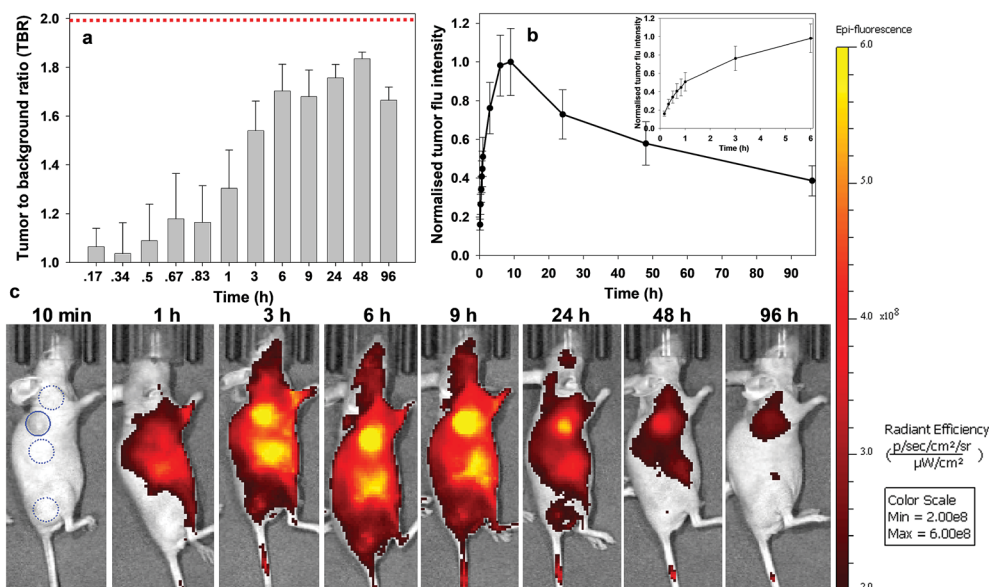 a
Tumor to background ratio (TBR)
2.0
1.8
1.6
1.4
1.2
1.0
.17 .34 .5 .67 .83 1 3 6 9 24 48 96
Time (h)
b
Normalised tumor flu intensity
1.2
1.0
0.8
0.6
0.4
0.2
0.0
0 10 20 30 40 50 60 70 80 90
Time (h)
Normalised tumor flu intensity
1.2
1.0
0.8
0.6
0.4
0.2
0.0
0 1 2 3 4 5 6
Time (h)
c
10 min 1 h 3 h 6 h 9 h 24 h 48 h 96 h
Epi-fluorescence
6.0
5.0
4.0 x10⁸
3.0
2.0
Radiant Efficiency
(p/sec/cm²/sr
µW/cm²)
Color Scale
Min = 2.00e8
Max = 6.00e8